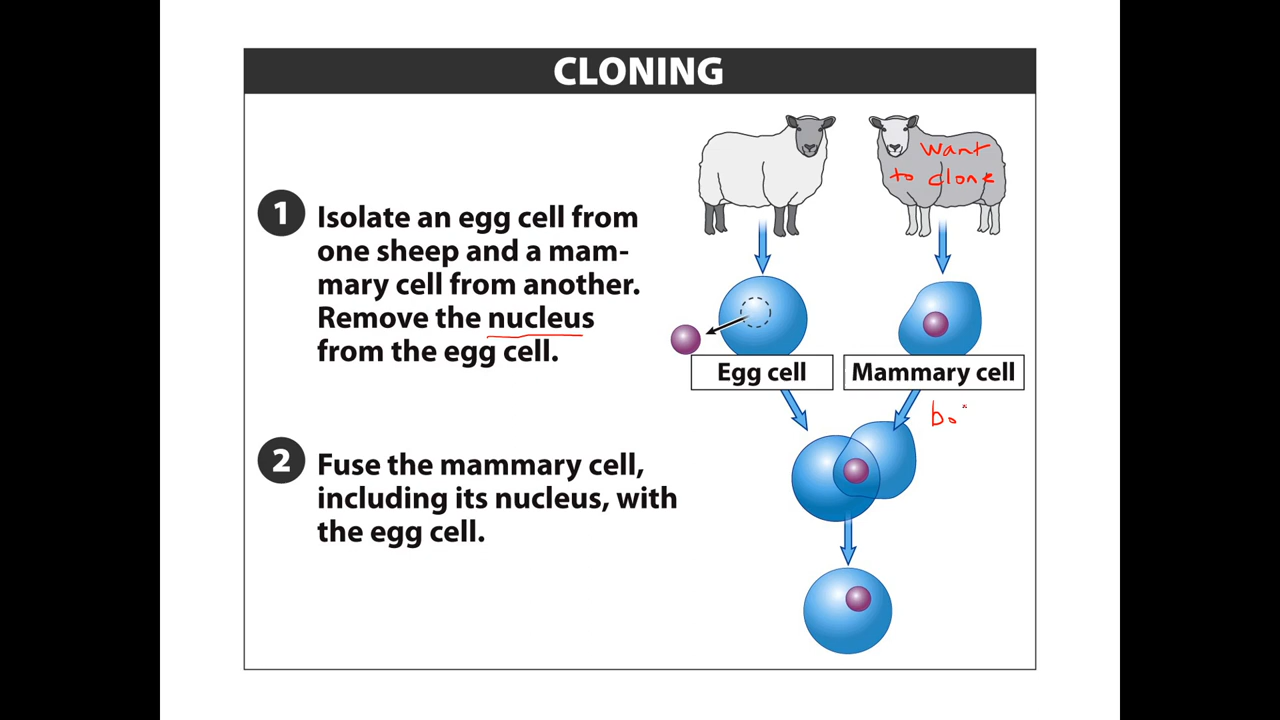 CLONING
want
to clone
1 Isolate an egg cell from
one sheep and a mam-
mary cell from another.
Remove the nucleus
from the egg cell.
Egg cell
Mammary cell
bo
2 Fuse the mammary cell,
including its nucleus, with
the egg cell.